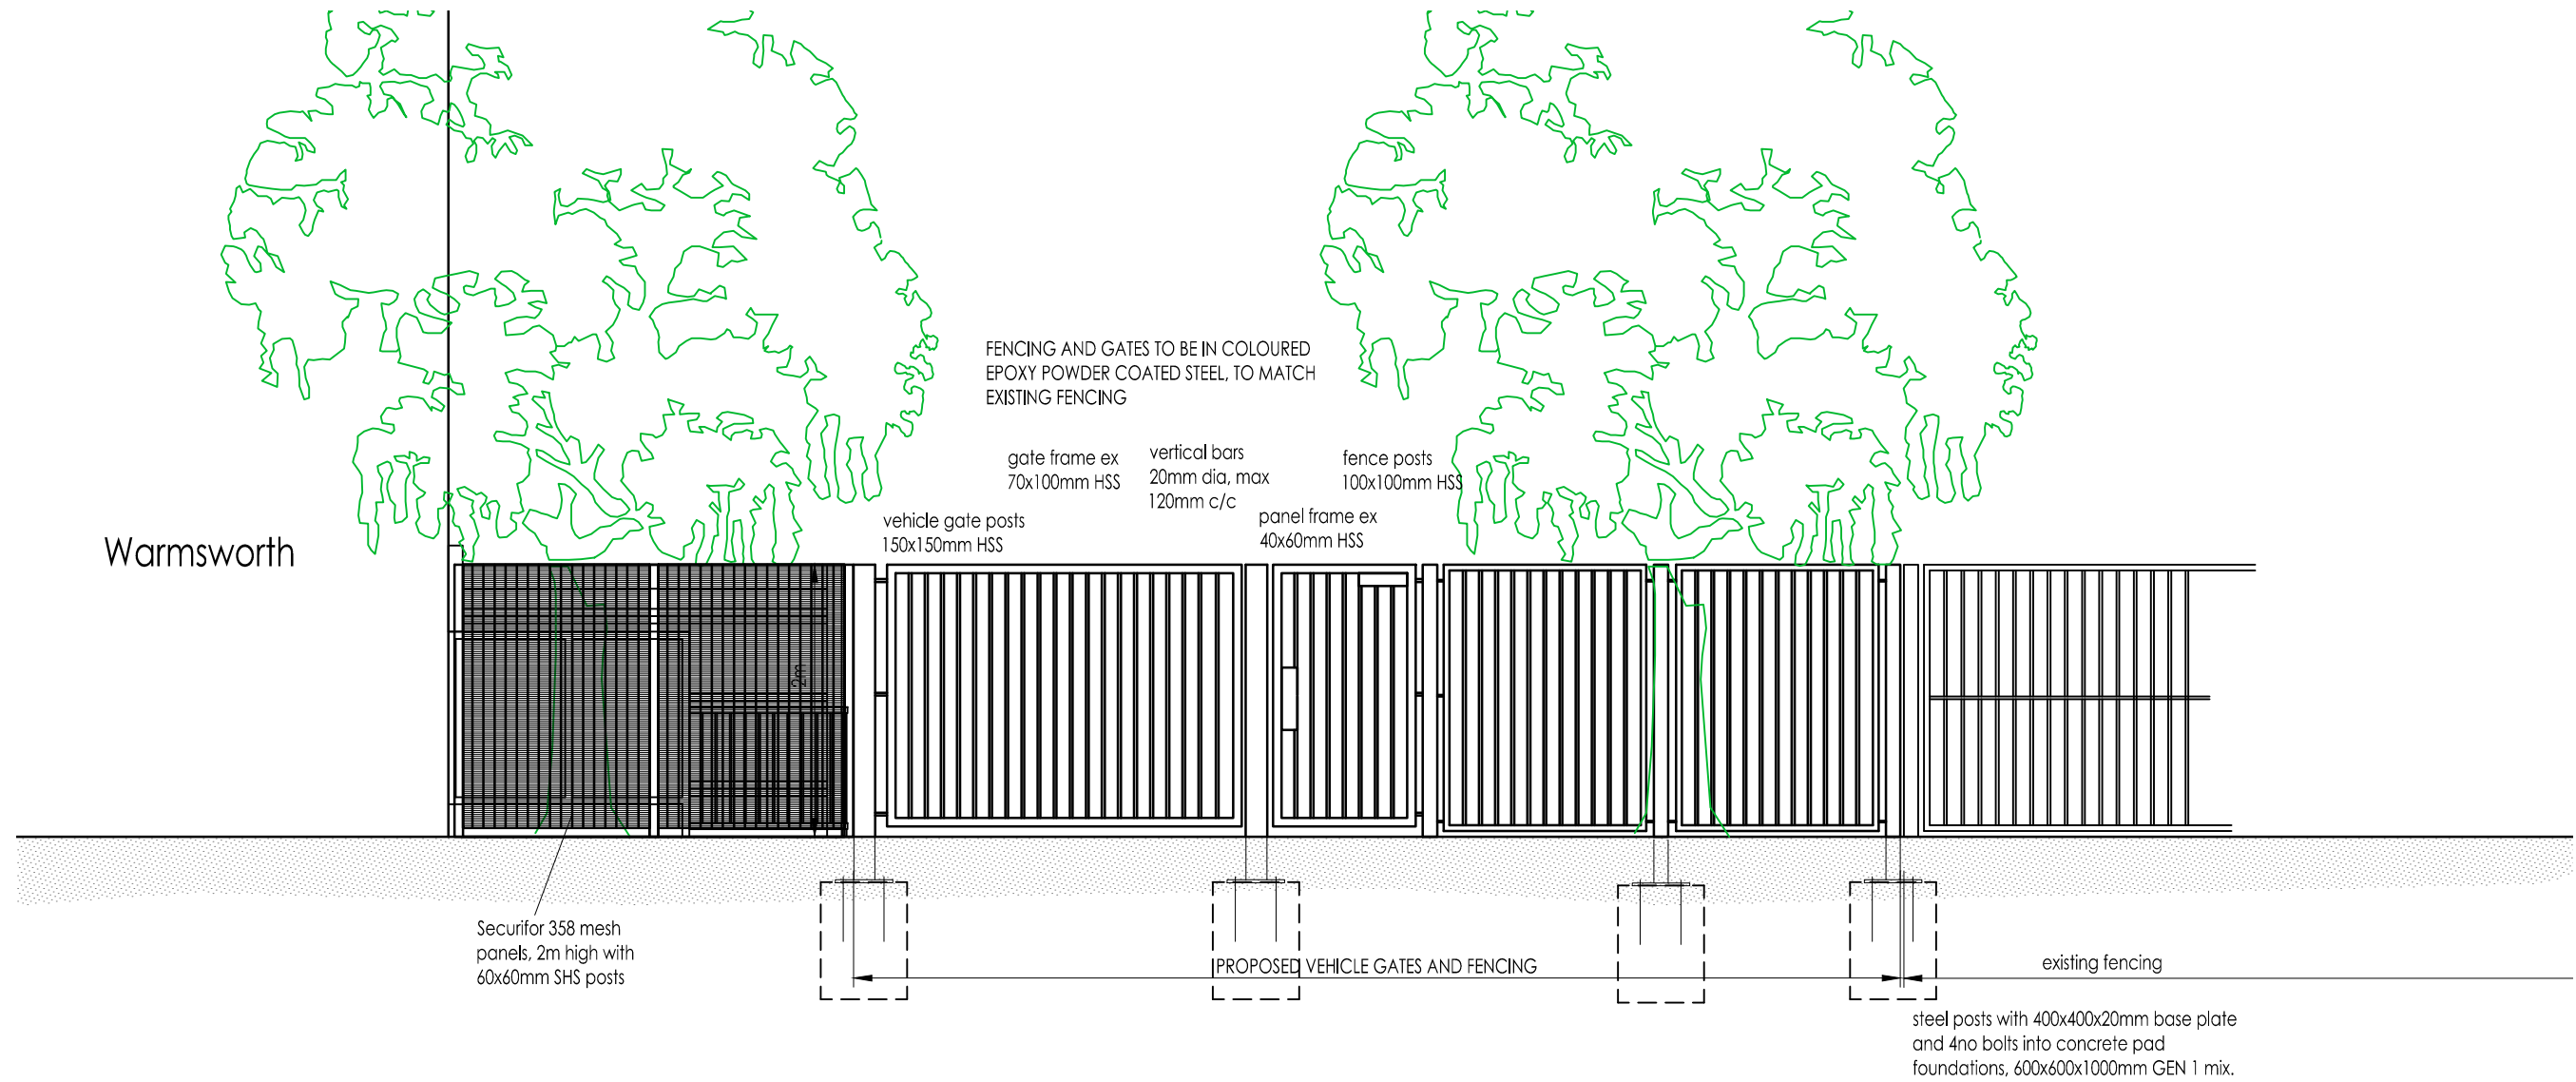 FENCING AND GATES TO BE IN COLOURED
EPOXY POWDER COATED STEEL, TO MATCH
EXISTING FENCING
gate frame ex
70x100mm HSS
vertical bars
20mm dia, max
120mm c/c
fence posts
100x100mm HSS
vehicle gate posts
150x150mm HSS
panel frame ex
40x60mm HSS
Warmsworth
2m
Securifor 358 mesh
panels, 2m high with
60x60mm SHS posts
PROPOSED VEHICLE GATES AND FENCING
existing fencing
steel posts with 400x400x20mm base plate
and 4no bolts into concrete pad
foundations, 600x600x1000mm GEN 1 mix.